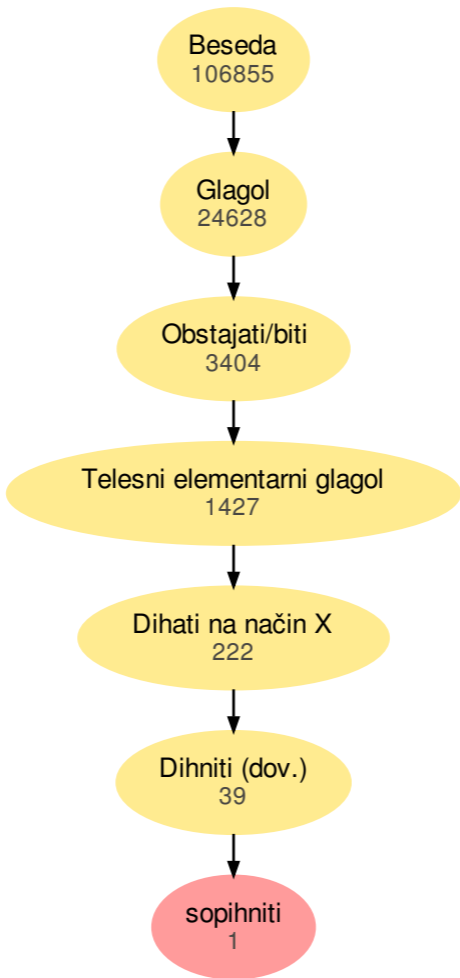 Beseda
106855
Glagol
24628
Obstajati/biti
3404
Telesni elementarni glagol
1427
Dihati na način X
222
Dihniti (dov.)
39
sopihniti
1